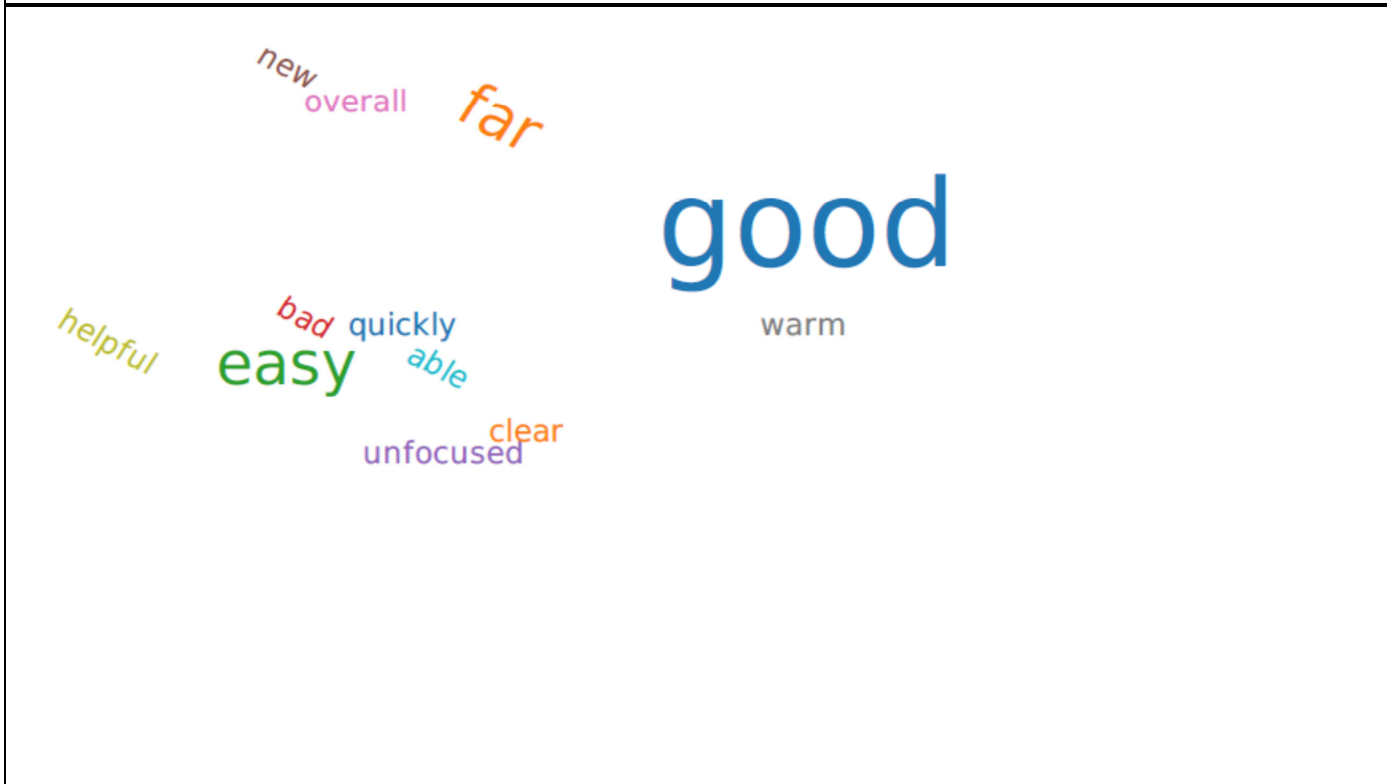 new
overall
far
good
helpful
bad
quickly
warm
easy
able
clear
unfocused